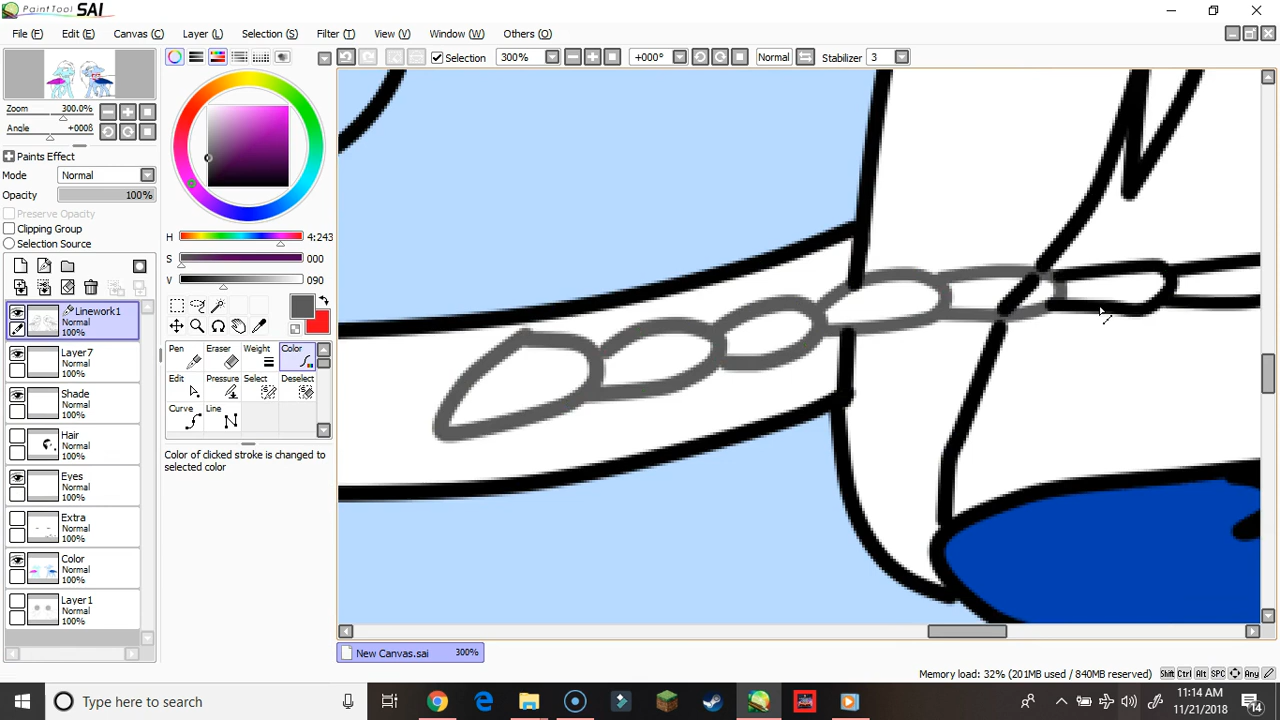 PaintTool SAI
File (F) Edit (E) Canvas (C) Layer (L) Selection (S) Filter (T) View (V) Window (W) Others (O)
Selection 300% +000° Normal Stabilizer 3
Zoom 300.0%
Angle +000ß
Paints Effect
Mode Normal
Opacity 100%
Preserve Opacity
Clipping Group
Selection Source
H 4:243
S 000
V 090
Linework1
Normal
100%
Layer7
Normal
100%
Shade
Normal
100%
Hair
Normal
100%
Eyes
Normal
100%
Extra
Normal
100%
Color
Normal
100%
Layer1
Normal
100%
Pen Eraser Weight Color
Edit Pressure Select Deselect
Curve Line
Color of clicked stroke is changed to
selected color
New Canvas.sai 300%
Memory load: 32% (201MB used / 840MB reserved) Shift Ctrl Alt SPC Any
Type here to search
11:14 AM
11/21/2018
14